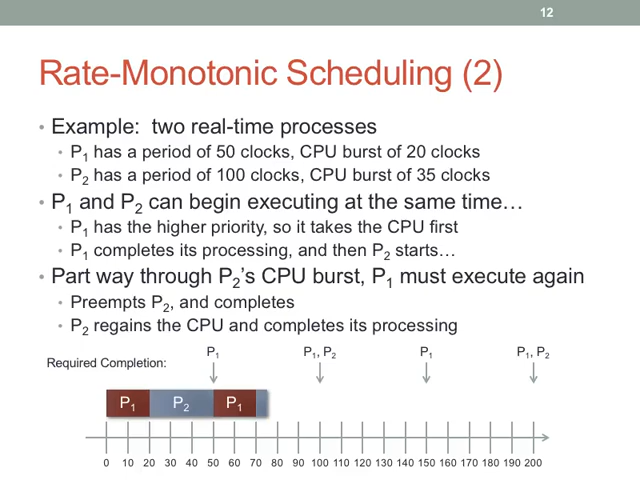 12
Rate-Monotonic Scheduling (2)
• Example: two real-time processes
• P1 has a period of 50 clocks, CPU burst of 20 clocks
• P2 has a period of 100 clocks, CPU burst of 35 clocks
• P1 and P2 can begin executing at the same time…
• P1 has the higher priority, so it takes the CPU first
• P1 completes its processing, and then P2 starts…
• Part way through P2’s CPU burst, P1 must execute again
• Preempts P2, and completes
• P2 regains the CPU and completes its processing
P1 P1, P2 P1 P1, P2
Required Completion:
P1 P2 P1
0 10 20 30 40 50 60 70 80 90 100 110 120 130 140 150 160 170 180 190 200